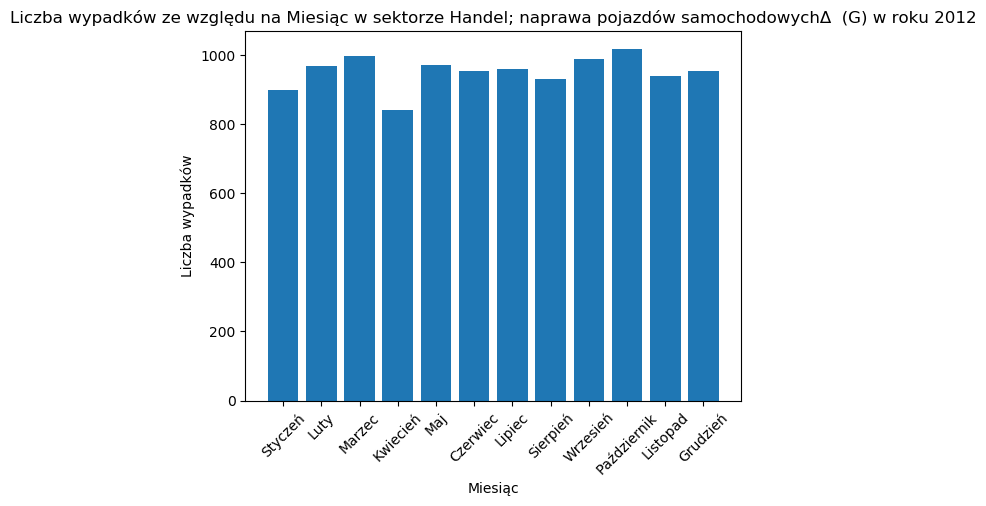 Liczba wypadków ze względu na Miesiąc w sektorze Handel; naprawa pojazdów samochodowychΔ  (G) w roku 2012
1000
800
600
400
200
0
Liczba wypadków
Styczeń
Luty
Marzec
Kwiecień
Maj
Czerwiec
Lipiec
Sierpień
Wrzesień
Październik
Listopad
Grudzień
Miesiąc